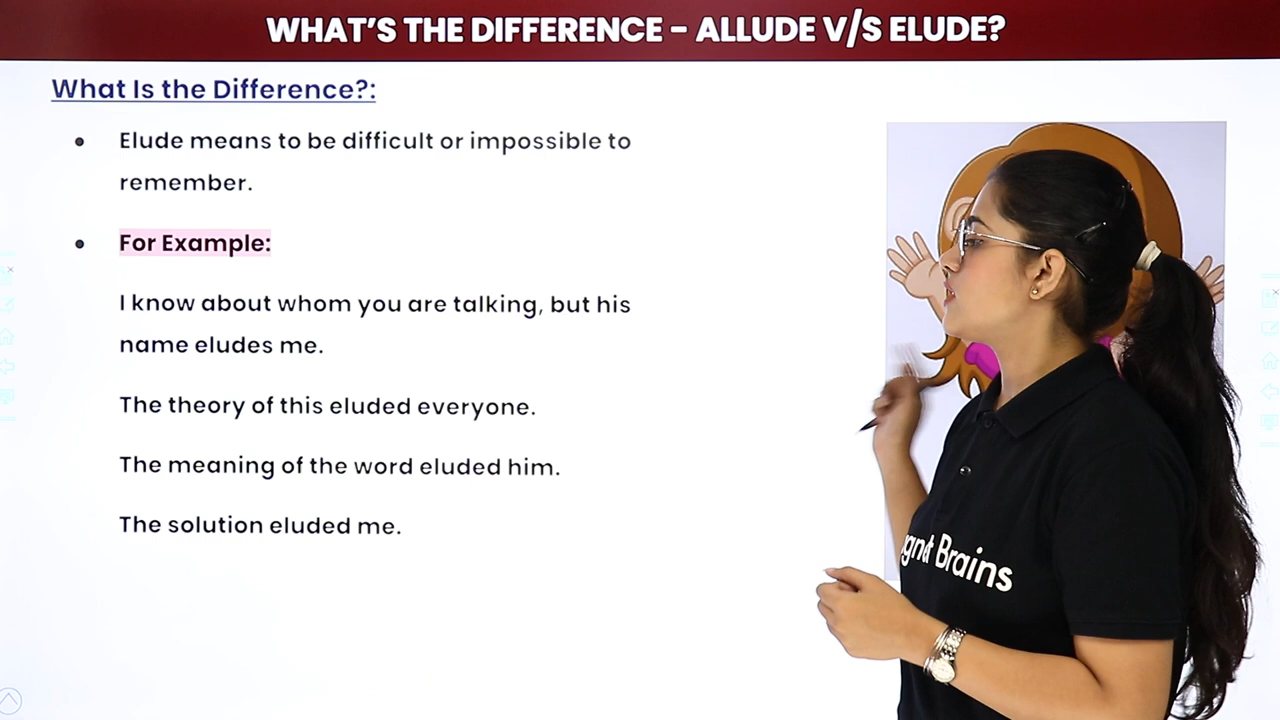 WHAT'S THE DIFFERENCE - ALLUDE V/S ELUDE?
What Is the Difference?:
• Elude means to be difficult or impossible to
remember.
• For Example:
I know about whom you are talking, but his
name eludes me.
The theory of this eluded everyone.
The meaning of the word eluded him.
The solution eluded me.
Brains